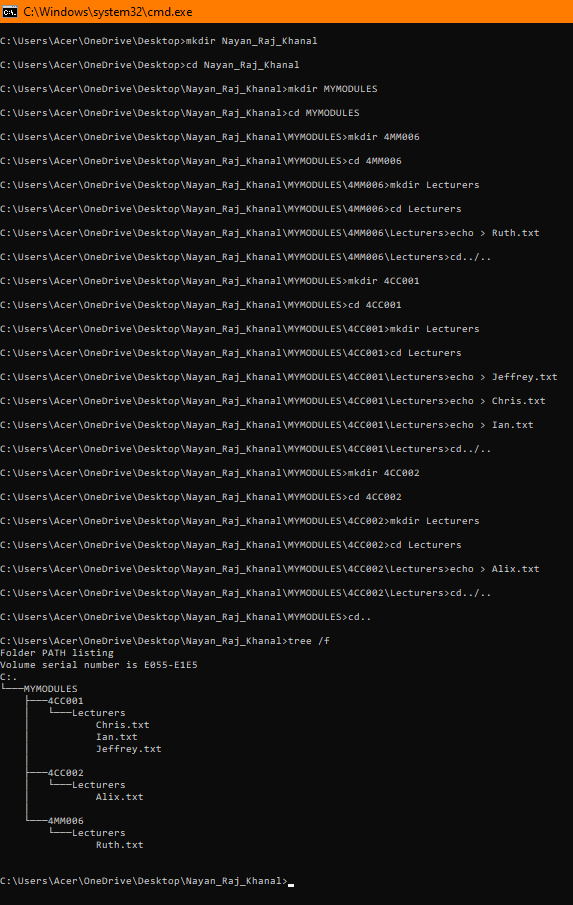 C:\Windows\system32\cmd.exe
C:\Users\Acer\OneDrive\Desktop>mkdir Nayan_Raj_Khanal
C:\Users\Acer\OneDrive\Desktop>cd Nayan_Raj_Khanal
C:\Users\Acer\OneDrive\Desktop\Nayan_Raj_Khanal>mkdir MYMODULES
C:\Users\Acer\OneDrive\Desktop\Nayan_Raj_Khanal>cd MYMODULES
C:\Users\Acer\OneDrive\Desktop\Nayan_Raj_Khanal\MYMODULES>mkdir 4MM006
C:\Users\Acer\OneDrive\Desktop\Nayan_Raj_Khanal\MYMODULES>cd 4MM006
C:\Users\Acer\OneDrive\Desktop\Nayan_Raj_Khanal\MYMODULES\4MM006>mkdir Lecturers
C:\Users\Acer\OneDrive\Desktop\Nayan_Raj_Khanal\MYMODULES\4MM006>cd Lecturers
C:\Users\Acer\OneDrive\Desktop\Nayan_Raj_Khanal\MYMODULES\4MM006\Lecturers>echo > Ruth.txt
C:\Users\Acer\OneDrive\Desktop\Nayan_Raj_Khanal\MYMODULES\4MM006\Lecturers>cd../..
C:\Users\Acer\OneDrive\Desktop\Nayan_Raj_Khanal\MYMODULES>mkdir 4CC001
C:\Users\Acer\OneDrive\Desktop\Nayan_Raj_Khanal\MYMODULES>cd 4CC001
C:\Users\Acer\OneDrive\Desktop\Nayan_Raj_Khanal\MYMODULES\4CC001>mkdir Lecturers
C:\Users\Acer\OneDrive\Desktop\Nayan_Raj_Khanal\MYMODULES\4CC001>cd Lecturers
C:\Users\Acer\OneDrive\Desktop\Nayan_Raj_Khanal\MYMODULES\4CC001\Lecturers>echo > Jeffrey.txt
C:\Users\Acer\OneDrive\Desktop\Nayan_Raj_Khanal\MYMODULES\4CC001\Lecturers>echo > Chris.txt
C:\Users\Acer\OneDrive\Desktop\Nayan_Raj_Khanal\MYMODULES\4CC001\Lecturers>echo > Ian.txt
C:\Users\Acer\OneDrive\Desktop\Nayan_Raj_Khanal\MYMODULES\4CC001\Lecturers>cd../..
C:\Users\Acer\OneDrive\Desktop\Nayan_Raj_Khanal\MYMODULES>mkdir 4CC002
C:\Users\Acer\OneDrive\Desktop\Nayan_Raj_Khanal\MYMODULES>cd 4CC002
C:\Users\Acer\OneDrive\Desktop\Nayan_Raj_Khanal\MYMODULES\4CC002>mkdir Lecturers
C:\Users\Acer\OneDrive\Desktop\Nayan_Raj_Khanal\MYMODULES\4CC002>cd Lecturers
C:\Users\Acer\OneDrive\Desktop\Nayan_Raj_Khanal\MYMODULES\4CC002\Lecturers>echo > Alix.txt
C:\Users\Acer\OneDrive\Desktop\Nayan_Raj_Khanal\MYMODULES\4CC002\Lecturers>cd../..
C:\Users\Acer\OneDrive\Desktop\Nayan_Raj_Khanal\MYMODULES>cd..
C:\Users\Acer\OneDrive\Desktop\Nayan_Raj_Khanal>tree /f
Folder PATH listing
Volume serial number is E055-E1E5
C:.
└───MYMODULES
    ├───4CC001
    │   └───Lecturers
    │           Chris.txt
    │           Ian.txt
    │           Jeffrey.txt
    │
    ├───4CC002
    │   └───Lecturers
    │           Alix.txt
    │
    └───4MM006
        └───Lecturers
                Ruth.txt
C:\Users\Acer\OneDrive\Desktop\Nayan_Raj_Khanal>